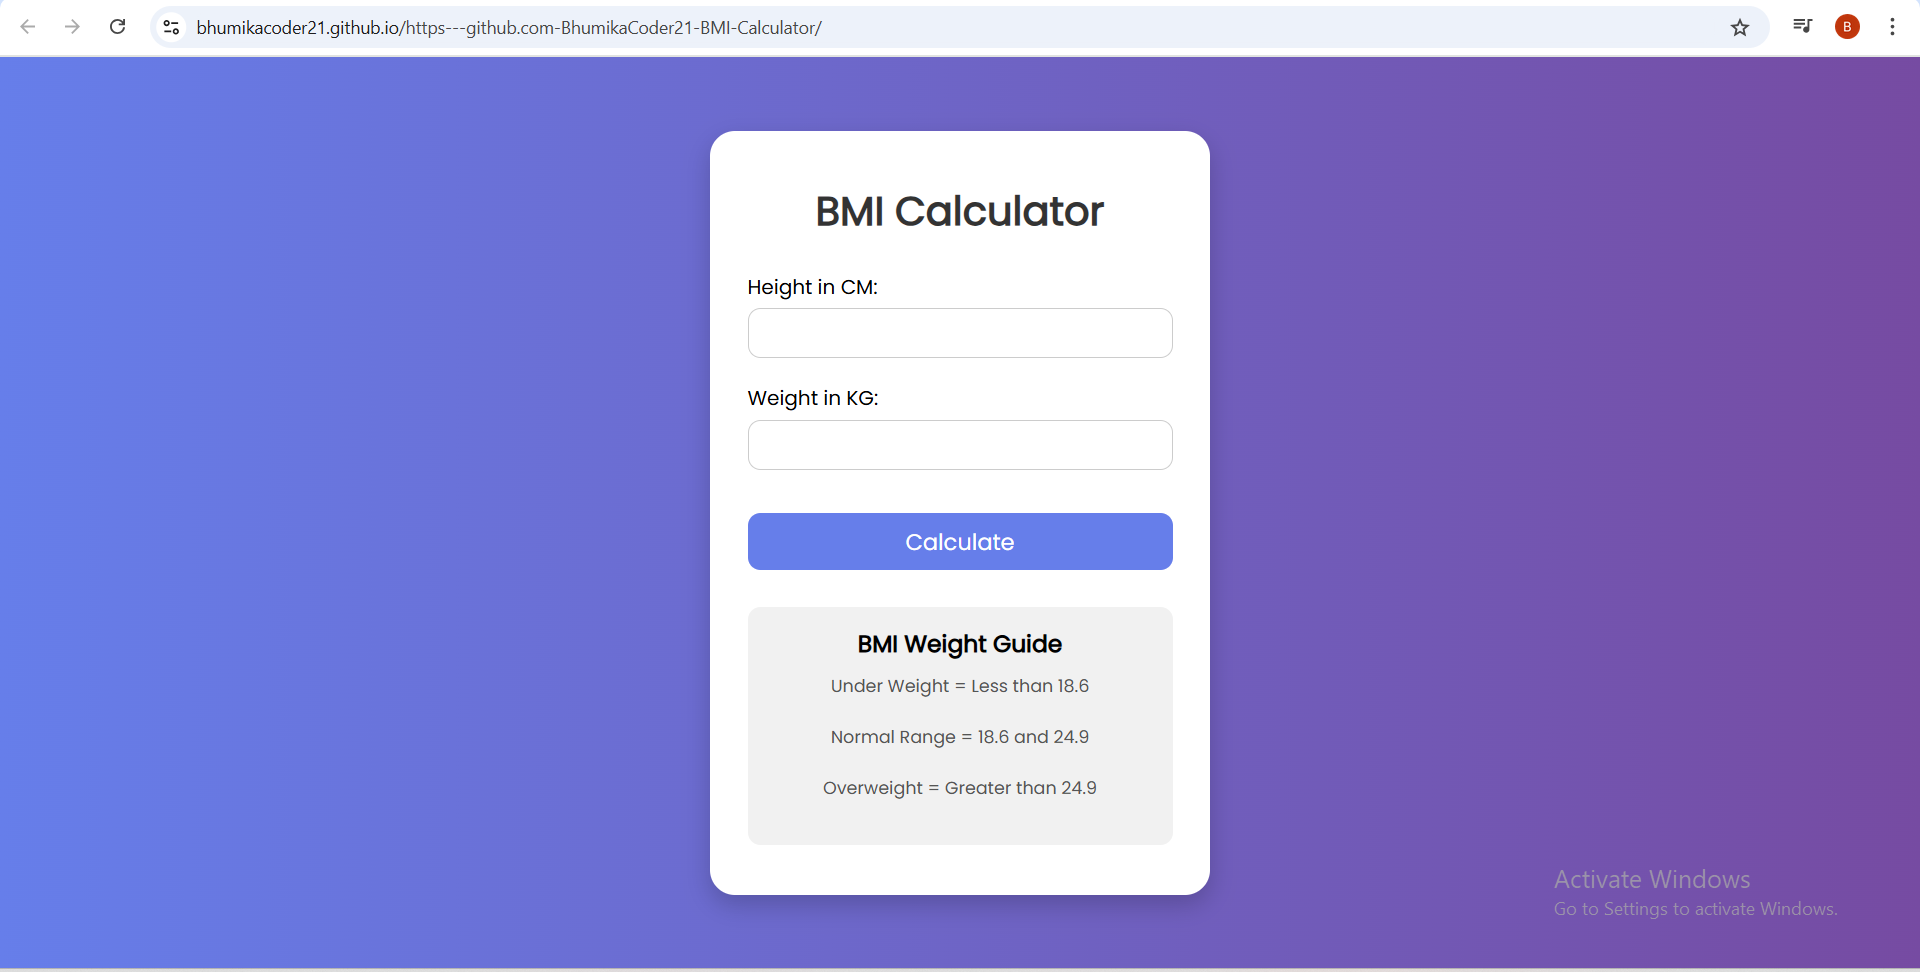 bhumikacoder21.github.io/https---github.com-BhumikaCoder21-BMI-Calculator/
B
BMI Calculator
Height in CM:
Weight in KG:
Calculate
BMI Weight Guide
Under Weight = Less than 18.6
Normal Range = 18.6 and 24.9
Overweight = Greater than 24.9
Activate Windows
Go to Settings to activate Windows.